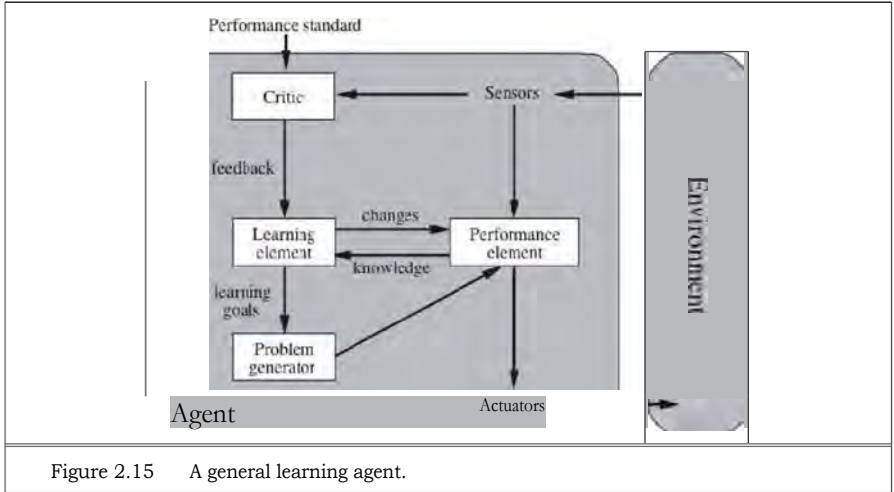 Performance standard
Critic
Sensors
feedback
Learning
element
changes
knowledge
Performance
element
learning
goals
Problem
generator
Agent
Actuators
Environment
Figure 2.15 A general learning agent.